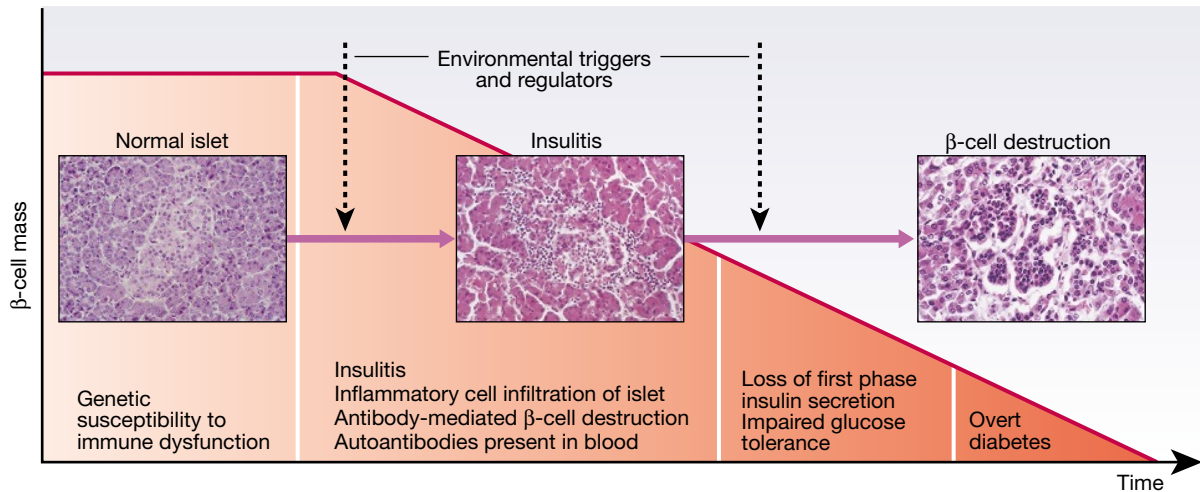 Environmental triggers
and regulators
Normal islet
Insulitis
β-cell destruction
β-cell mass
Genetic
susceptibility to
immune dysfunction
Insulitis
Inflammatory cell infiltration of islet
Antibody-mediated β-cell destruction
Autoantibodies present in blood
Loss of first phase
insulin secretion
Impaired glucose
tolerance
Overt
diabetes
Time